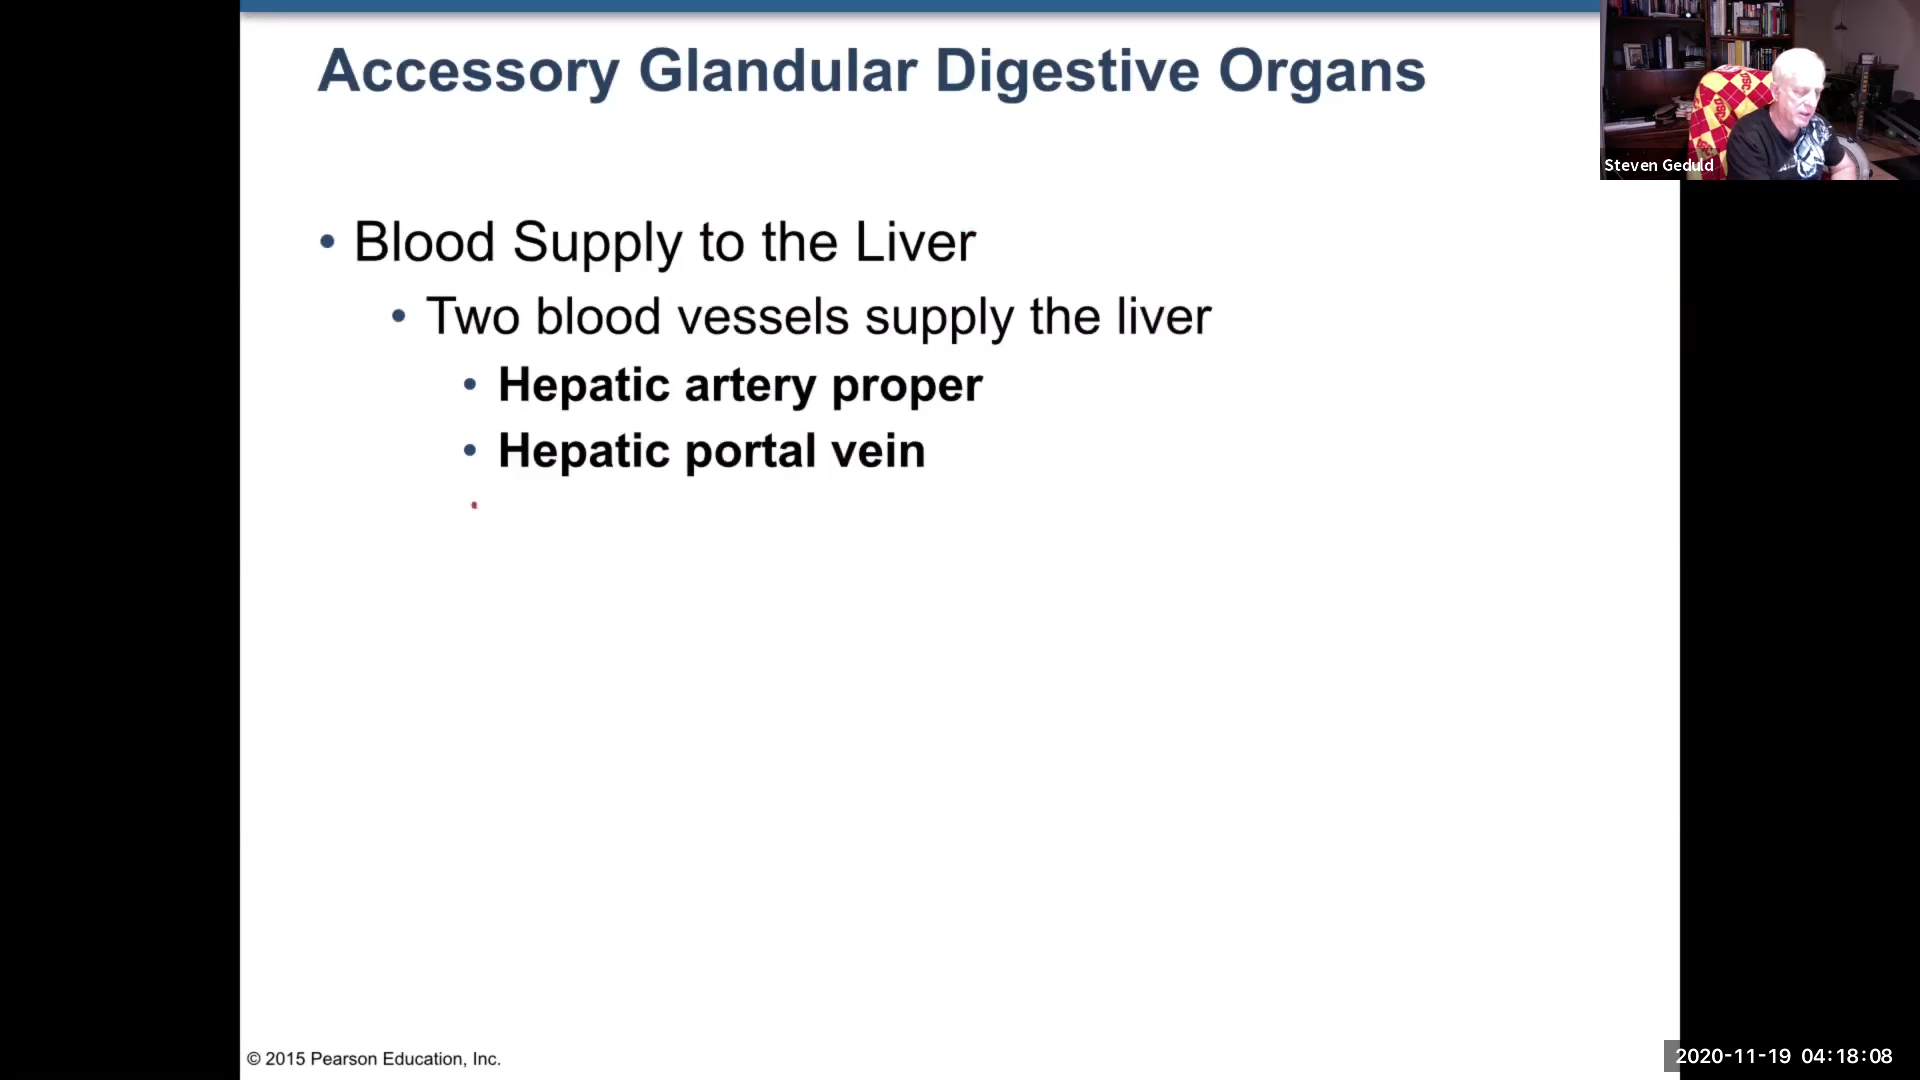 Accessory Glandular Digestive Organs
Steven Geduld
• Blood Supply to the Liver
• Two blood vessels supply the liver
• Hepatic artery proper
• Hepatic portal vein
© 2015 Pearson Education, Inc.
2020-11-19 04:18:08